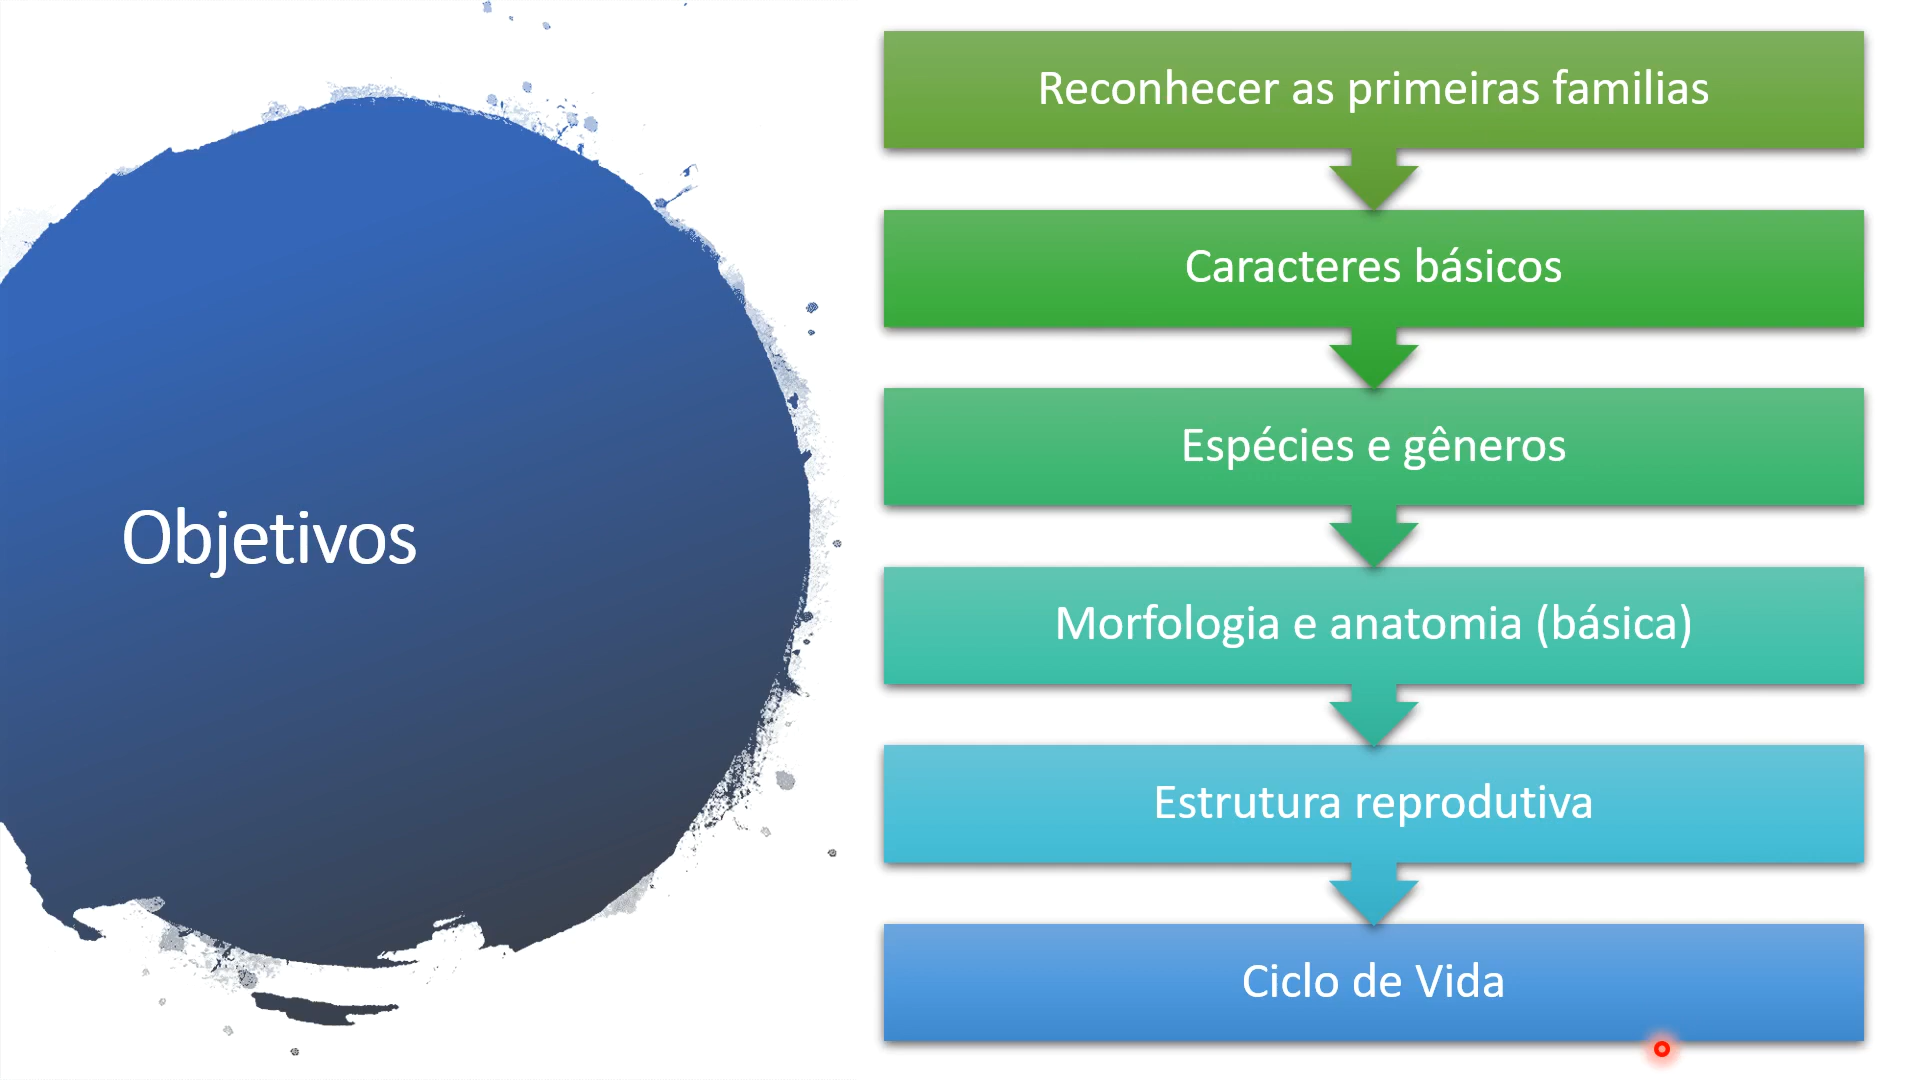 Objetivos
Reconhecer as primeiras familias
Caracteres básicos
Espécies e gêneros
Morfologia e anatomia (básica)
Estrutura reprodutiva
Ciclo de Vida